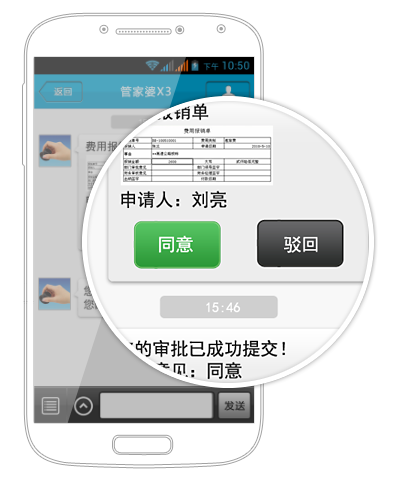 下午 10:50
返回
管家婆X3
费用报
报销单
费用报销单
申请人：刘亮
同意
驳回
15:46
您
您
的审批已成功提交！
意见：同意
发送